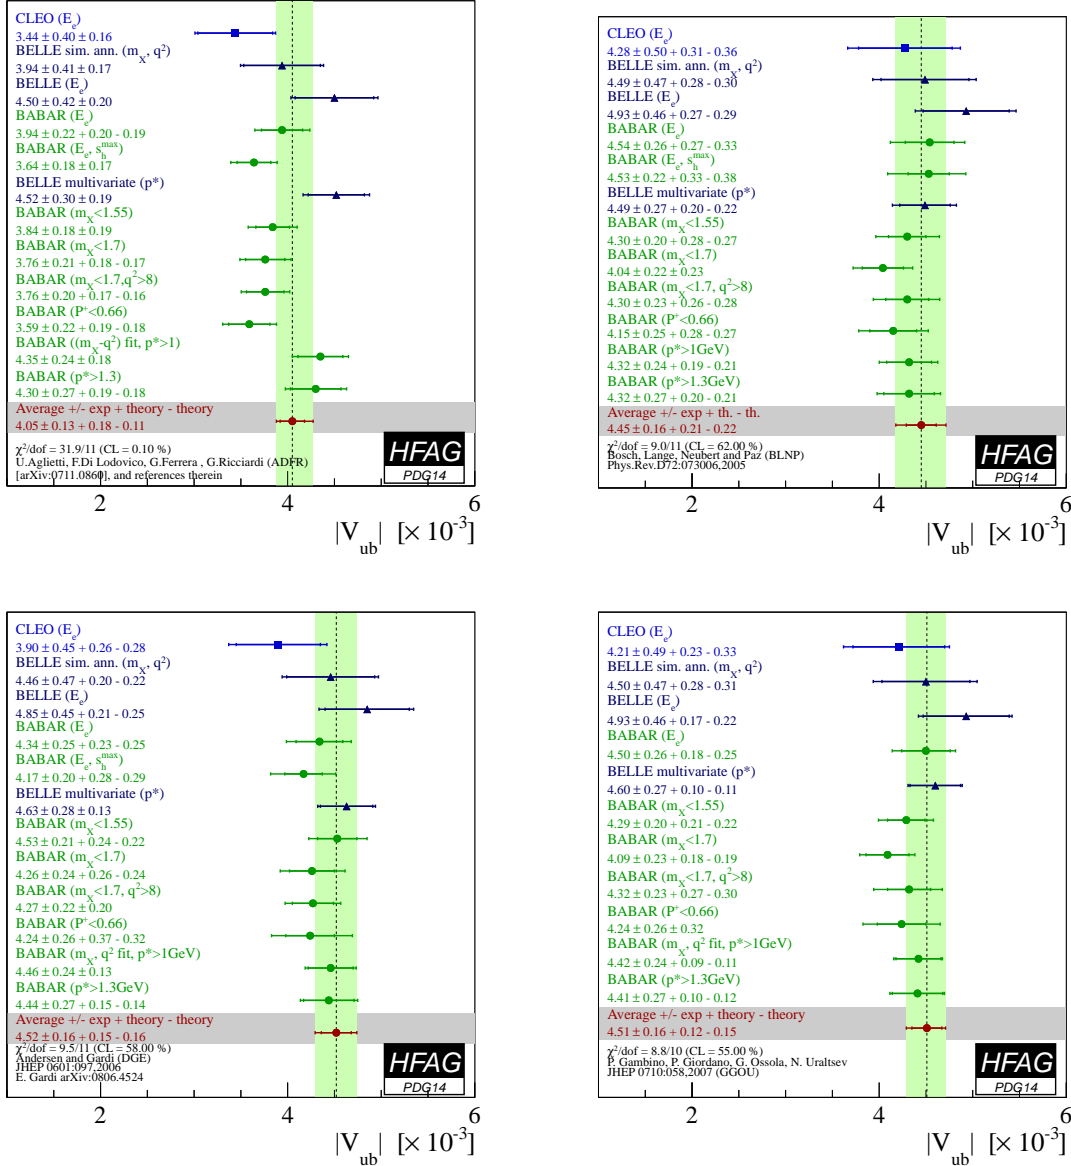 CLEO (E_e)
3.44 ± 0.40 ± 0.16
BELLE sim. ann. (m_X, q²)
3.94 ± 0.41 ± 0.17
BELLE (E_e)
4.50 ± 0.42 ± 0.20
BABAR (E_e)
3.94 ± 0.22 + 0.20 - 0.19
BABAR (E_e, s_h^max)
3.64 ± 0.18 ± 0.17
BELLE multivariate (p*)
4.52 ± 0.30 ± 0.19
BABAR (m_X<1.55)
3.84 ± 0.18 ± 0.19
BABAR (m_X<1.7)
3.76 ± 0.21 + 0.18 - 0.17
BABAR (m_X<1.7,q²>8)
3.76 ± 0.20 + 0.17 - 0.16
BABAR (P⁺<0.66)
3.59 ± 0.22 + 0.19 - 0.18
BABAR ((m_X-q²) fit, p*>1)
4.35 ± 0.24 ± 0.18
BABAR (p*>1.3)
4.30 ± 0.27 + 0.19 - 0.18
Average +/- exp + theory - theory
4.05 ± 0.13 + 0.18 - 0.11
χ²/dof = 31.9/11 (CL = 0.10 %)
U.Aglietti, F.Di Lodovico, G.Ferrera , G.Ricciardi (ADFR)
[arXiv:0711.0860], and references therein
HFAG
PDG14
2 4 6
|V_ub| [× 10⁻³]
CLEO (E_e)
4.28 ± 0.50 + 0.31 - 0.36
BELLE sim. ann. (m_X, q²)
4.49 ± 0.47 + 0.28 - 0.30
BELLE (E_e)
4.93 ± 0.46 + 0.27 - 0.29
BABAR (E_e)
4.54 ± 0.26 + 0.27 - 0.33
BABAR (E_e, s_h^max)
4.53 ± 0.22 + 0.33 - 0.38
BELLE multivariate (p*)
4.49 ± 0.27 + 0.20 - 0.22
BABAR (m_X<1.55)
4.30 ± 0.20 + 0.28 - 0.27
BABAR (m_X<1.7)
4.04 ± 0.22 ± 0.23
BABAR (m_X<1.7, q²>8)
4.30 ± 0.23 + 0.26 - 0.28
BABAR (P⁺<0.66)
4.15 ± 0.25 + 0.28 - 0.27
BABAR (p*>1GeV)
4.32 ± 0.24 + 0.19 - 0.21
BABAR (p*>1.3GeV)
4.32 ± 0.27 + 0.20 - 0.21
Average +/- exp + th. - th.
4.45 ± 0.16 + 0.21 - 0.22
χ²/dof = 9.0/11 (CL = 62.00 %)
Bosch, Lange, Neubert and Paz (BLNP)
Phys.Rev.D72:073006,2005
HFAG
PDG14
2 4 6
|V_ub| [× 10⁻³]
CLEO (E_e)
3.90 ± 0.45 + 0.26 - 0.28
BELLE sim. ann. (m_X, q²)
4.46 ± 0.47 + 0.20 - 0.22
BELLE (E_e)
4.85 ± 0.45 + 0.21 - 0.25
BABAR (E_e)
4.34 ± 0.25 + 0.23 - 0.25
BABAR (E_e, s_h^max)
4.17 ± 0.20 + 0.28 - 0.29
BELLE multivariate (p*)
4.63 ± 0.28 ± 0.13
BABAR (m_X<1.55)
4.53 ± 0.21 + 0.24 - 0.22
BABAR (m_X<1.7)
4.26 ± 0.24 + 0.26 - 0.24
BABAR (m_X<1.7, q²>8)
4.27 ± 0.22 ± 0.20
BABAR (P⁺<0.66)
4.24 ± 0.26 + 0.37 - 0.32
BABAR (m_X, q² fit, p*>1GeV)
4.46 ± 0.24 ± 0.13
BABAR (p*>1.3GeV)
4.44 ± 0.27 + 0.15 - 0.14
Average +/- exp + theory - theory
4.52 ± 0.16 + 0.15 - 0.16
χ²/dof = 9.5/11 (CL = 58.00 %)
Andersen and Gardi (DGE)
JHEP 0601:097,2006
E. Gardi arXiv:0806.4524
HFAG
PDG14
2 4 6
|V_ub| [× 10⁻³]
CLEO (E_e)
4.21 ± 0.49 + 0.23 - 0.33
BELLE sim. ann. (m_X, q²)
4.50 ± 0.47 + 0.28 - 0.31
BELLE (E_e)
4.93 ± 0.46 + 0.17 - 0.22
BABAR (E_e)
4.50 ± 0.26 + 0.18 - 0.25
BELLE multivariate (p*)
4.60 ± 0.27 + 0.10 - 0.11
BABAR (m_X<1.55)
4.29 ± 0.20 + 0.21 - 0.22
BABAR (m_X<1.7)
4.09 ± 0.23 + 0.18 - 0.19
BABAR (m_X<1.7, q²>8)
4.32 ± 0.23 + 0.27 - 0.30
BABAR (P⁺<0.66)
4.24 ± 0.26 ± 0.32
BABAR (m_X, q² fit, p*>1GeV)
4.42 ± 0.24 + 0.09 - 0.11
BABAR (p*>1.3GeV)
4.41 ± 0.27 + 0.10 - 0.12
Average +/- exp + theory - theory
4.51 ± 0.16 + 0.12 - 0.15
χ²/dof = 8.8/10 (CL = 55.00 %)
P. Gambino, P. Giordano, G. Ossola, N. Uraltsev
JHEP 0710:058,2007 (GGOU)
HFAG
PDG14
2 4 6
|V_ub| [× 10⁻³]